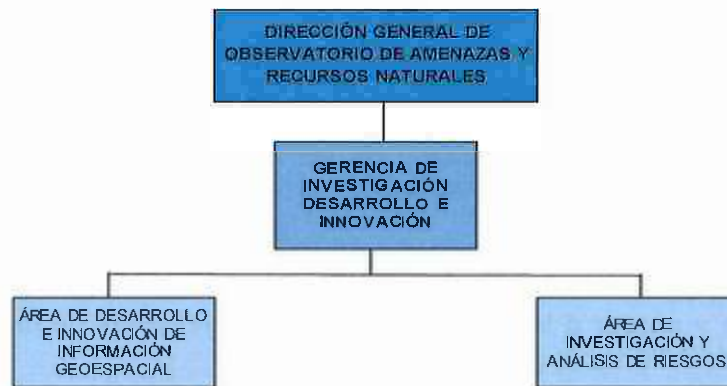 DIRECCIÓN GENERAL DE
OBSERVATORIO DE AMENAZAS Y
RECURSOS NATURALES
GERENCIA DE
INVESTIGACIÓN
DESARROLLO E
INNOVACIÓN
ÁREA DE DESARROLLO
E INNOVACIÓN DE
INFORMACIÓN
GEOESPACIAL
ÁREA DE
INVESTIGACIÓN Y
ANÁLISIS DE RIESGOS